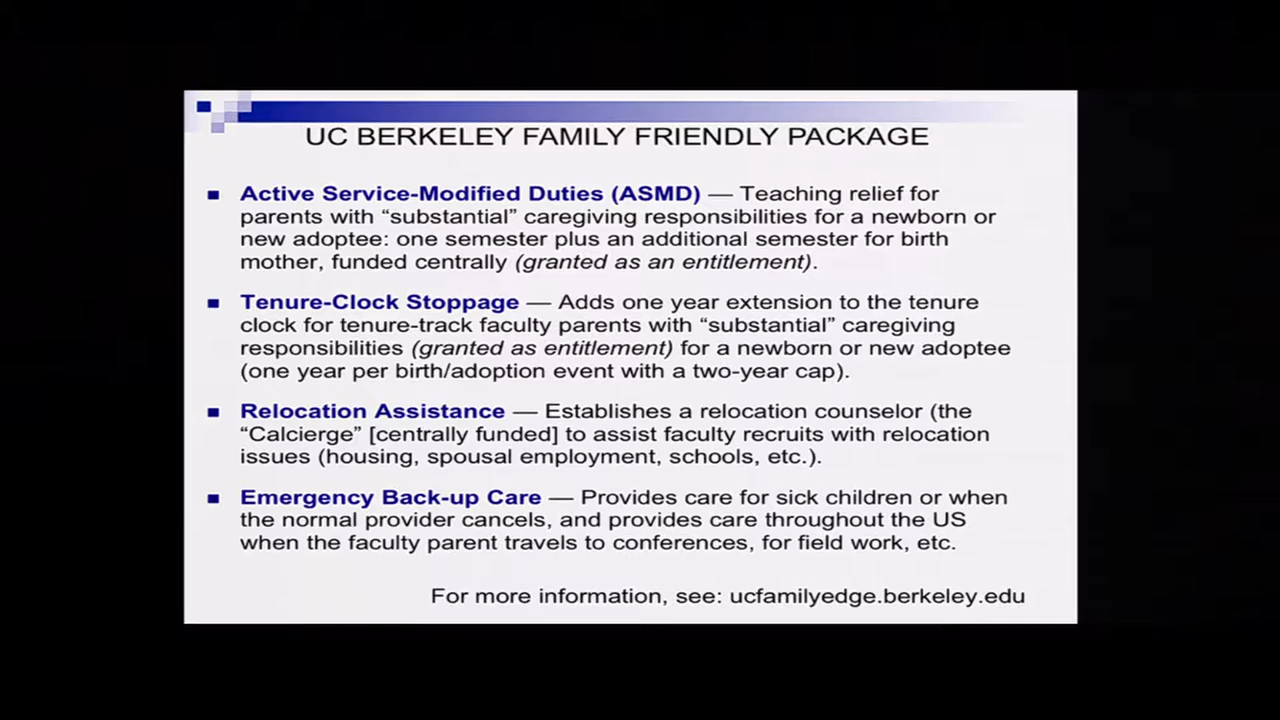 UC BERKELEY FAMILY FRIENDLY PACKAGE
Active Service-Modified Duties (ASMD) — Teaching relief for
parents with “substantial” caregiving responsibilities for a newborn or
new adoptee: one semester plus an additional semester for birth
mother, funded centrally (granted as an entitlement).
Tenure-Clock Stoppage — Adds one year extension to the tenure
clock for tenure-track faculty parents with “substantial” caregiving
responsibilities (granted as entitlement) for a newborn or new adoptee
(one year per birth/adoption event with a two-year cap).
Relocation Assistance — Establishes a relocation counselor (the
“Calcierge” [centrally funded] to assist faculty recruits with relocation
issues (housing, spousal employment, schools, etc.).
Emergency Back-up Care — Provides care for sick children or when
the normal provider cancels, and provides care throughout the US
when the faculty parent travels to conferences, for field work, etc.
For more information, see: ucfamilyedge.berkeley.edu